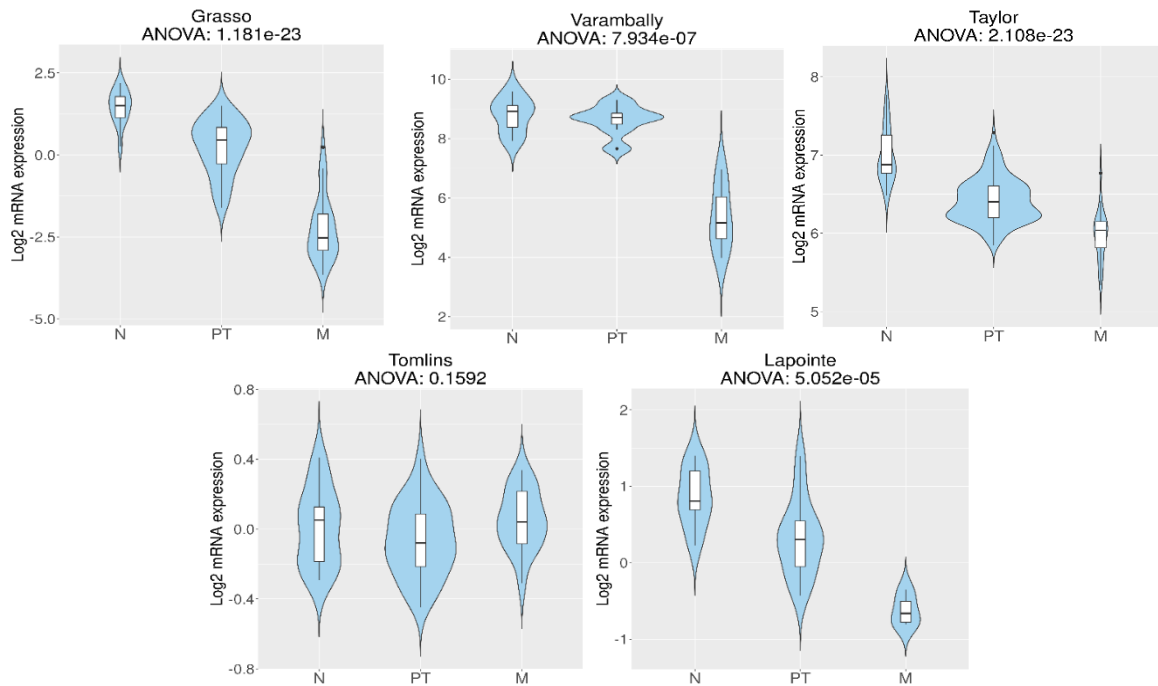 Grasso
ANOVA: 1.181e-23
Log2 mRNA expression
2.5
0.0
-2.5
-5.0
N PT M
Varambally
ANOVA: 7.934e-07
Log2 mRNA expression
10
8
6
4
2
N PT M
Taylor
ANOVA: 2.108e-23
Log2 mRNA expression
8
7
6
5
N PT M
Tomlins
ANOVA: 0.1592
Log2 mRNA expression
0.8
0.4
0.0
-0.4
-0.8
N PT M
Lapointe
ANOVA: 5.052e-05
Log2 mRNA expression
2
1
0
-1
N PT M